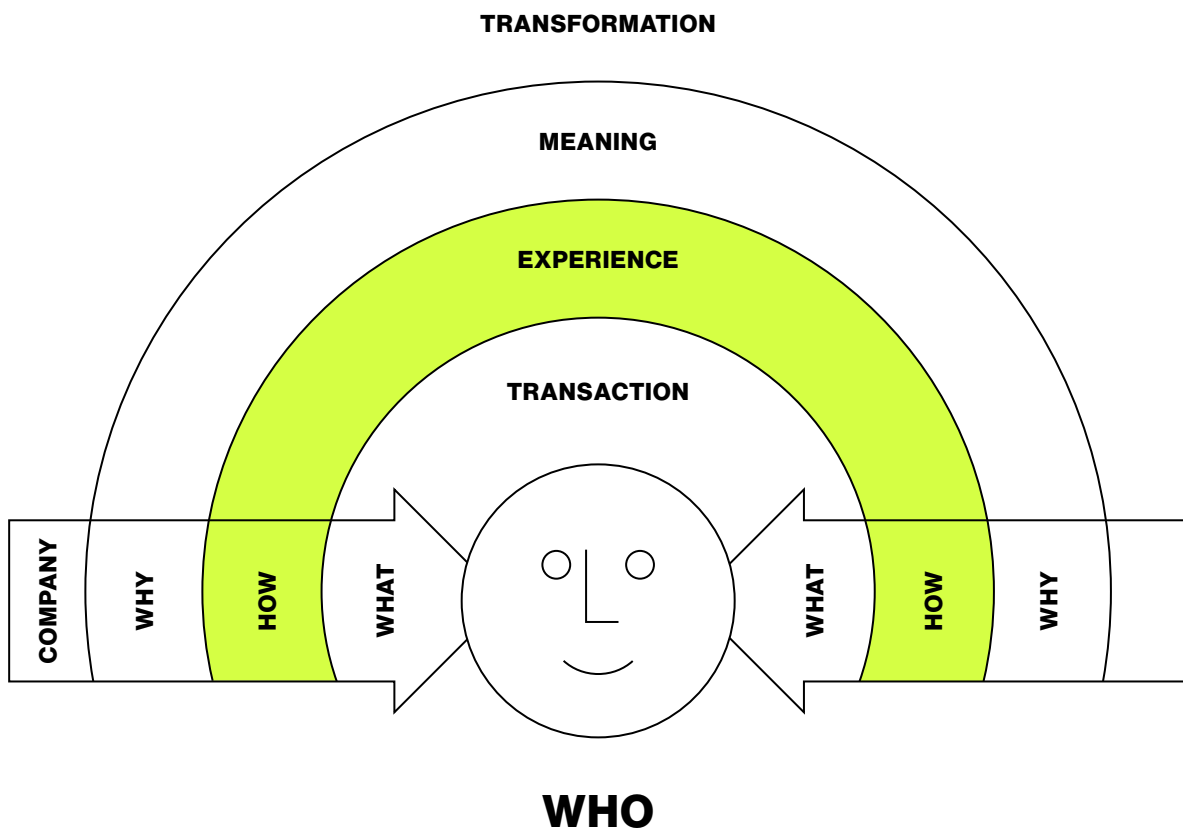 TRANSFORMATION
MEANING
EXPERIENCE
TRANSACTION
COMPANY
WHY
HOW
WHAT
WHAT
HOW
WHY
WHO